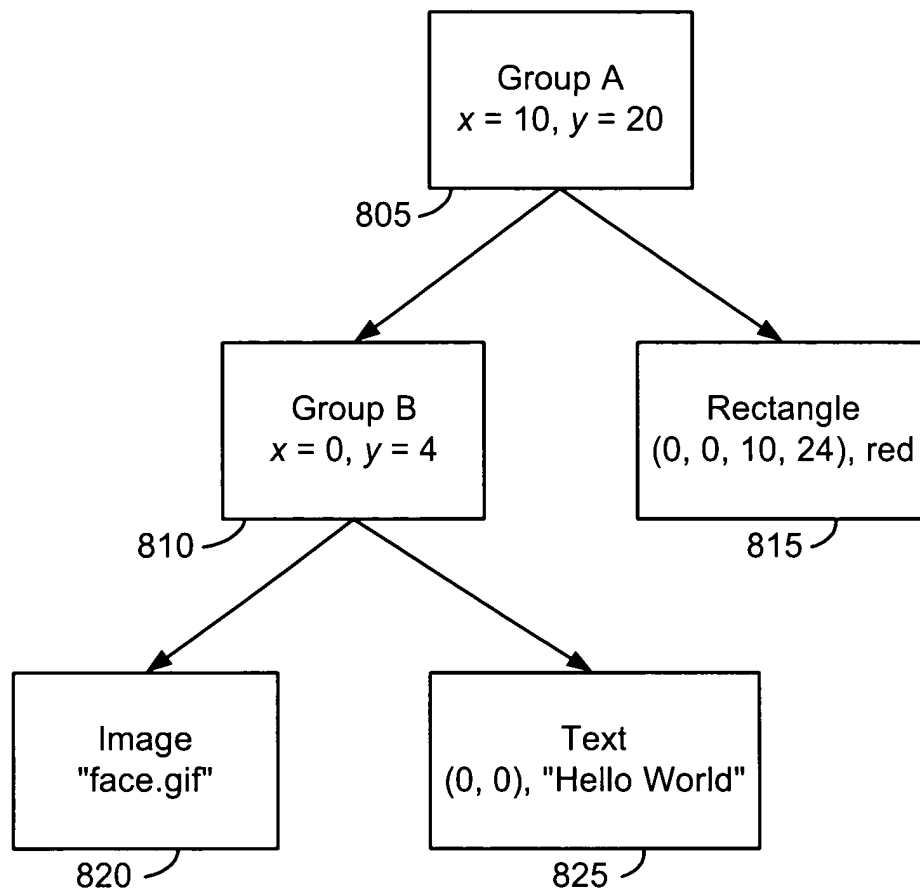 Group A
x = 10, y = 20
805
Group B
x = 0, y = 4
810
Rectangle
(0, 0, 10, 24), red
815
Image
"face.gif"
820
Text
(0, 0), "Hello World"
825